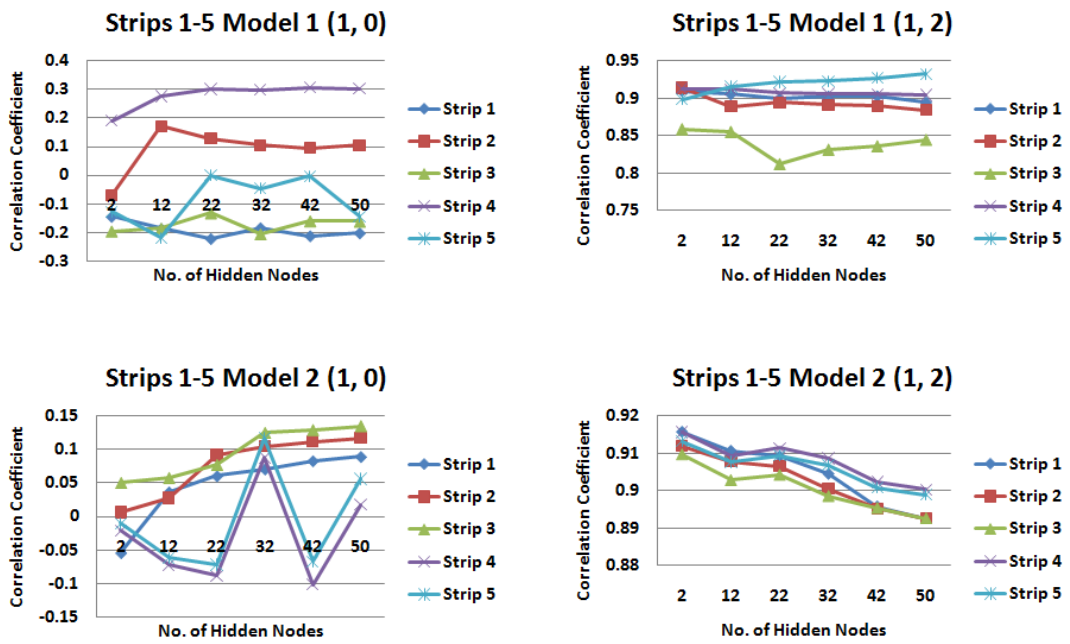 Strips 1-5 Model 1 (1, 0)
Correlation Coefficient
0.4
0.3
0.2
0.1
0
-0.1
-0.2
-0.3
2 12 22 32 42 50
No. of Hidden Nodes
Strip 1
Strip 2
Strip 3
Strip 4
Strip 5
Strips 1-5 Model 1 (1, 2)
Correlation Coefficient
0.95
0.9
0.85
0.8
0.75
2 12 22 32 42 50
No. of Hidden Nodes
Strip 1
Strip 2
Strip 3
Strip 4
Strip 5
Strips 1-5 Model 2 (1, 0)
Correlation Coefficient
0.15
0.1
0.05
0
-0.05
-0.1
-0.15
2 12 22 32 42 50
No. of Hidden Nodes
Strip 1
Strip 2
Strip 3
Strip 4
Strip 5
Strips 1-5 Model 2 (1, 2)
Correlation Coefficient
0.92
0.91
0.9
0.89
0.88
2 12 22 32 42 50
No. of Hidden Nodes
Strip 1
Strip 2
Strip 3
Strip 4
Strip 5